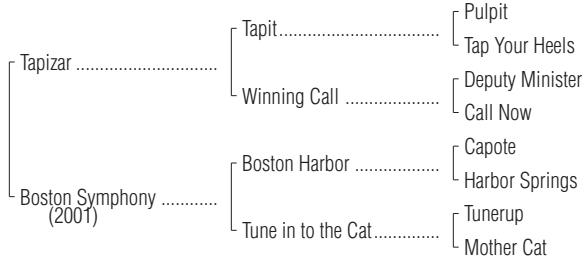 Pulpit
Tapit..................................
Tap Your Heels
Tapizar ..............................
Deputy Minister
Winning Call ....................
Call Now
Capote
Boston Harbor ..................
Harbor Springs
Boston Symphony ............
(2001)
Tunerup
Tune in to the Cat..............
Mother Cat